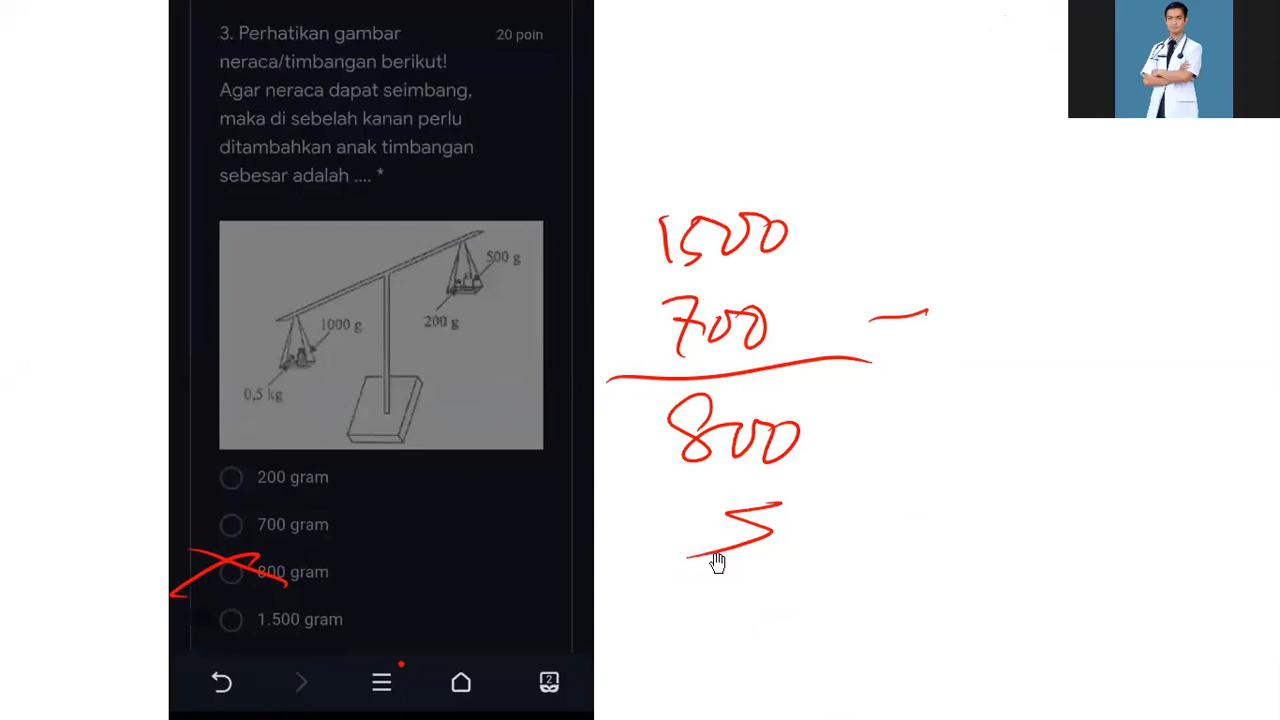 3. Perhatikan gambar
20 poin
neraca/timbangan berikut!
Agar neraca dapat seimbang,
maka di sebelah kanan perlu
ditambahkan anak timbangan
sebesar adalah .... *
500 g
1000 g
200 g
0,5 kg
200 gram
700 gram
800 gram
1.500 gram
2
1500
700 —
800